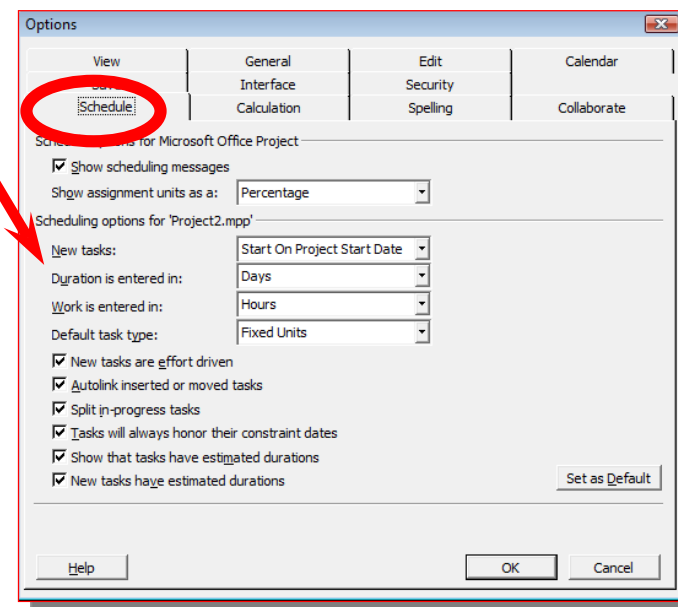 Options
View General Edit Calendar
Interface Security
Schedule Calculation Spelling Collaborate
for Microsoft Office Project
Show scheduling messages
Show assignment units as a: Percentage
Scheduling options for 'Project2.mpp'
New tasks: Start On Project Start Date
Duration is entered in: Days
Work is entered in: Hours
Default task type: Fixed Units
New tasks are effort driven
Autolink inserted or moved tasks
Split in-progress tasks
Tasks will always honor their constraint dates
Show that tasks have estimated durations
New tasks have estimated durations
Set as Default
Help OK Cancel